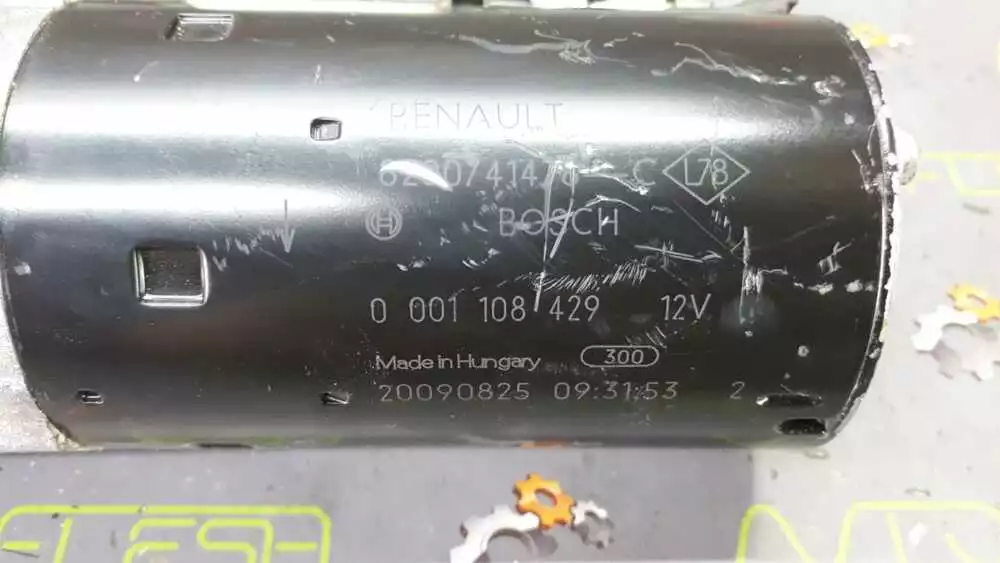 RENAULT
C L78
BOSCH
0 001 108 429 12V
Made in Hungary 300
20090825 09:31:53 2